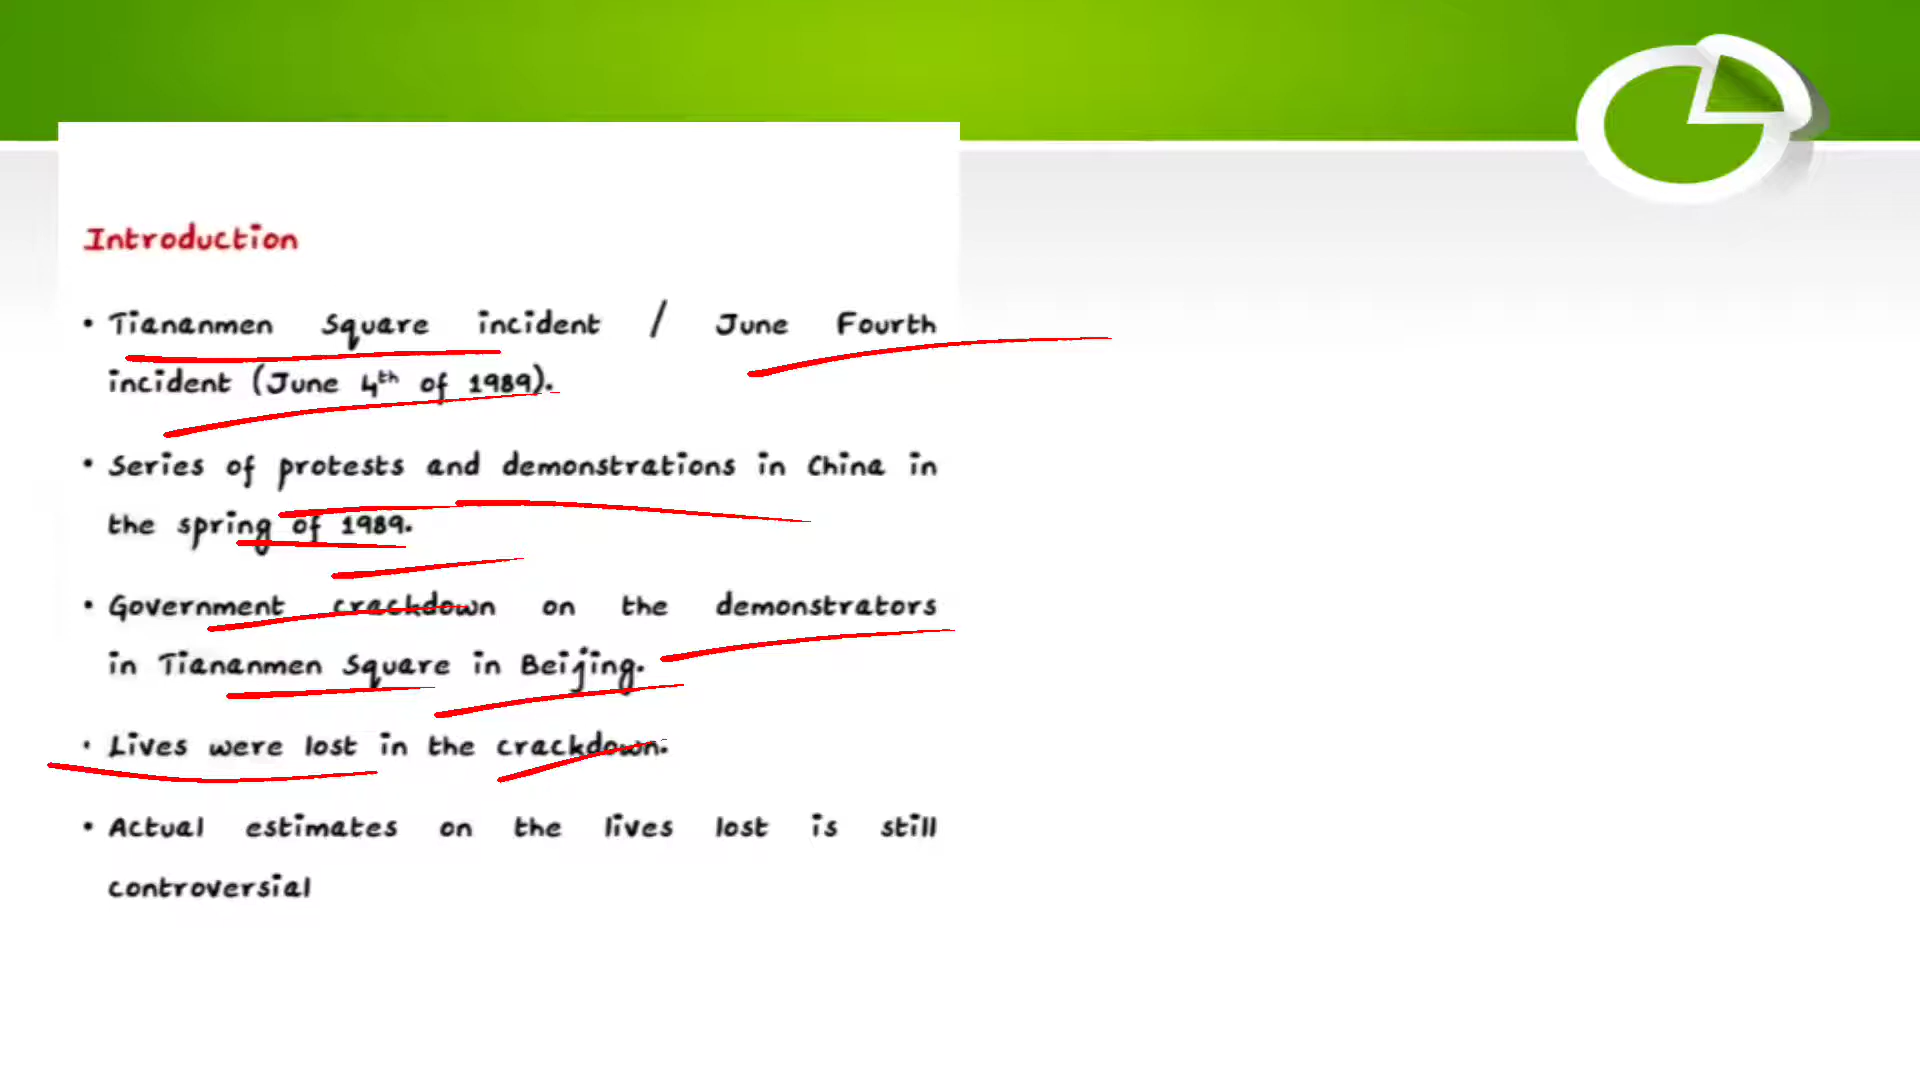 Introduction
• Tiananmen Square incident / June Fourth
incident (June 4th of 1989).
• Series of protests and demonstrations in China in
the spring of 1989.
• Government crackdown on the demonstrators
in Tiananmen Square in Beijing.
• Lives were lost in the crackdown.
• Actual estimates on the lives lost is still
controversial